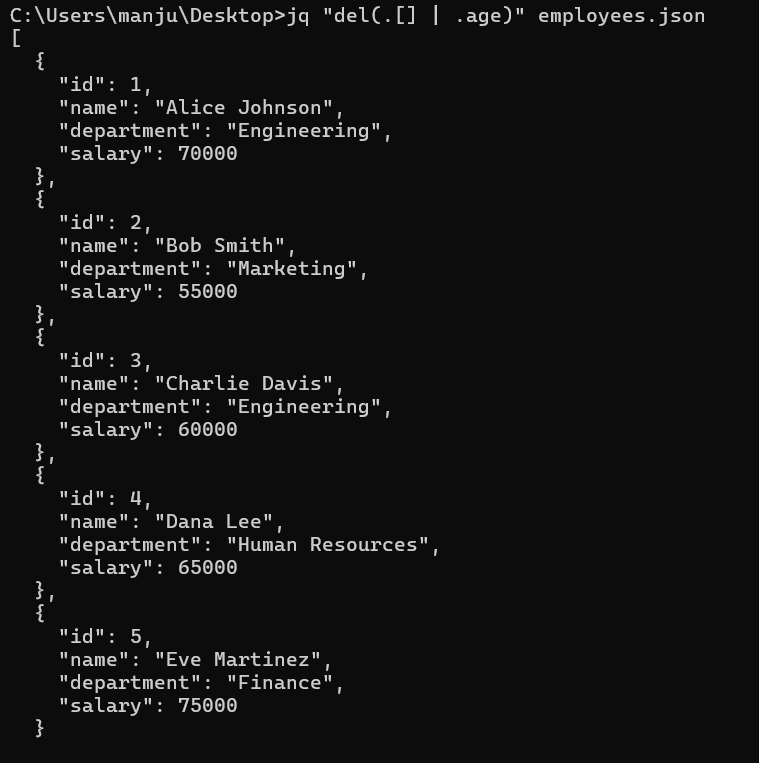 C:\Users\manju\Desktop>jq "del(.[] | .age)" employees.json
[
  {
    "id": 1,
    "name": "Alice Johnson",
    "department": "Engineering",
    "salary": 70000
  },
  {
    "id": 2,
    "name": "Bob Smith",
    "department": "Marketing",
    "salary": 55000
  },
  {
    "id": 3,
    "name": "Charlie Davis",
    "department": "Engineering",
    "salary": 60000
  },
  {
    "id": 4,
    "name": "Dana Lee",
    "department": "Human Resources",
    "salary": 65000
  },
  {
    "id": 5,
    "name": "Eve Martinez",
    "department": "Finance",
    "salary": 75000
  }